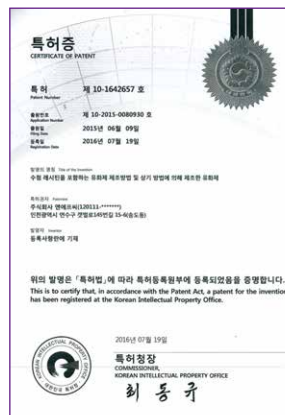 특허증
CERTIFICATE OF PATENT
특 허 제 10-1642657 호
Patent Number
출원번호 제 10-2015-0080930 호
Application Number
출원일 2015년 06월 09일
Filing Date
등록일 2016년 07월 19일
Registration Date
발명의 명칭 Title of the Invention
수첨 레시틴을 포함하는 유화제 제조방법 및 상기 방법에 의해 제조한 유화제
특허권자 Patentee
주식회사 엔에프씨(120111-*******)
인천광역시 연수구 갯벌로145번길 15-6(송도동)
발명자 Inventor
등록사항란에 기재
위의 발명은 「특허법」에 따라 특허등록원부에 등록되었음을 증명합니다.
This is to certify that, in accordance with the Patent Act, a patent for the invention
has been registered at the Korean Intellectual Property Office.
2016년 07월 19일
특허청장
COMMISSIONER,
KOREAN INTELLECTUAL PROPERTY OFFICE
최동규
KOREAN INTELLECTUAL PROPERTY OFFICE